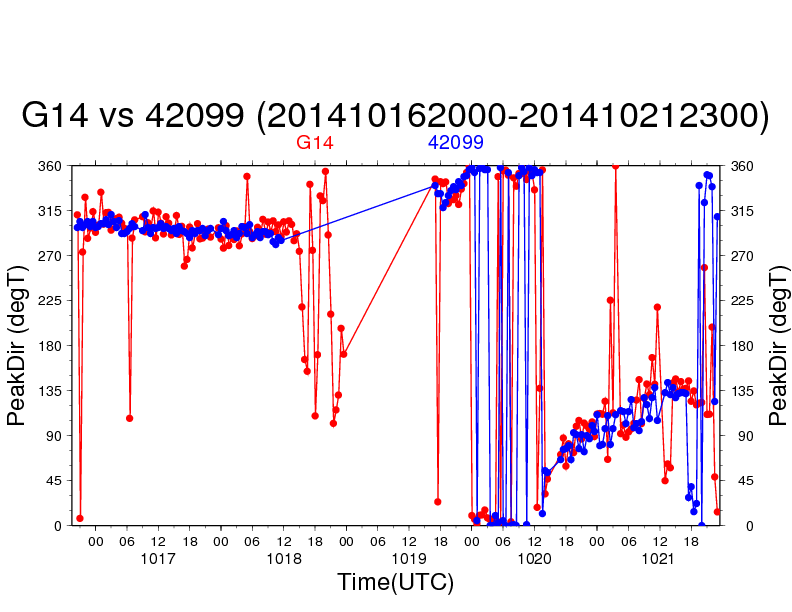 G14 vs 42099 (201410162000-201410212300)
G14 42099
360 360
315 315
270 270
225 225
180 180
135 135
90 90
45 45
0 0
PeakDir (degT)
PeakDir (degT)
00 06 12 18 00 06 12 18 00 06 12 18 00 06 12 18 00 06 12 18
1017 1018 1019 1020 1021
Time(UTC)